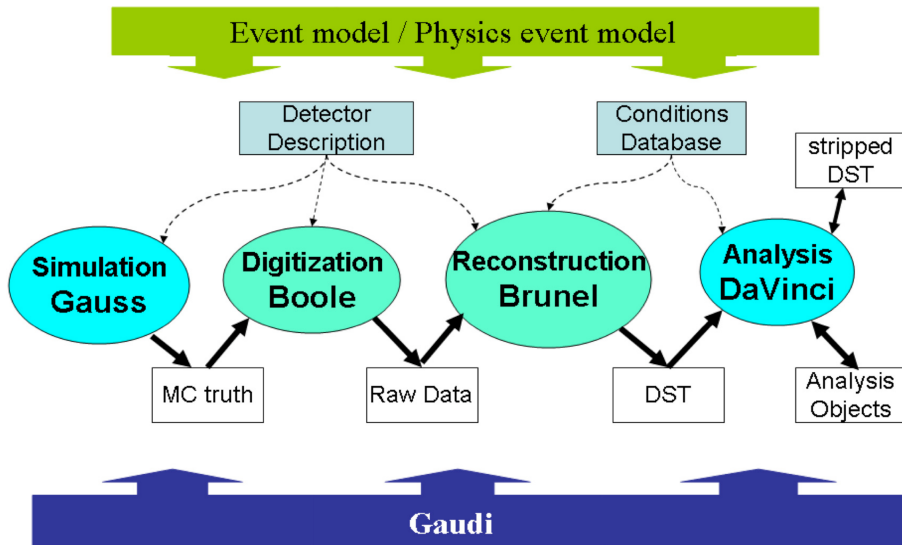 Event model / Physics event model
Detector
Description
Conditions
Database
stripped
DST
Simulation
Gauss
Digitization
Boole
Reconstruction
Brunel
Analysis
DaVinci
MC truth
Raw Data
DST
Analysis
Objects
Gaudi